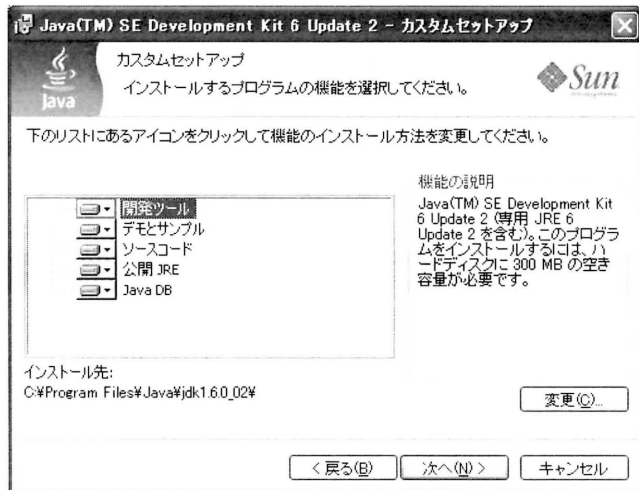 Java(TM) SE Development Kit 6 Update 2 - カスタムセットアップ
Java
カスタムセットアップ
インストールするプログラムの機能を選択してください。
Sun
下のリストにあるアイコンをクリックして機能のインストール方法を変更してください。
開発ツール
デモとサンプル
ソースコード
公開 JRE
Java DB
機能の説明
Java(TM) SE Development Kit
6 Update 2 (専用 JRE 6
Update 2 を含む)。このプログラ
ムをインストールするには、ハ
ードディスクに 300 MB の空き
容量が必要です。
インストール先:
C:¥Program Files¥Java¥jdk1.6.0_02¥
変更(C)...
< 戻る(B)
次へ(N) >
キャンセル